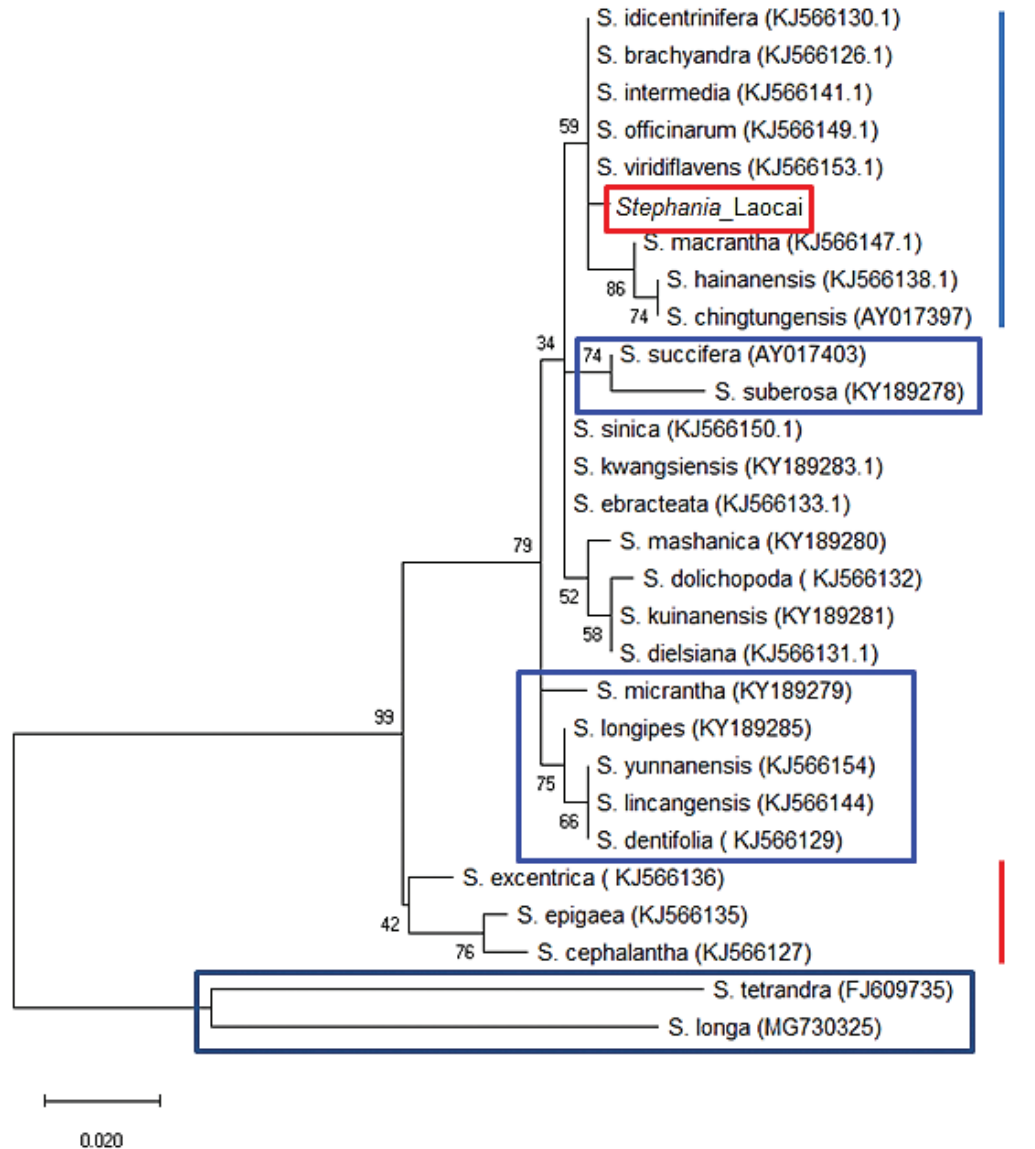 S. idicentrinifera (KJ566130.1)
S. brachyandra (KJ566126.1)
S. intermedia (KJ566141.1)
59
S. officinarum (KJ566149.1)
S. viridiflavens (KJ566153.1)
Stephania_Laocai
S. macrantha (KJ566147.1)
S. hainanensis (KJ566138.1)
86
74
S. chingtungensis (AY017397)
34
74
S. succifera (AY017403)
S. suberosa (KY189278)
S. sinica (KJ566150.1)
S. kwangsiensis (KY189283.1)
S. ebracteata (KJ566133.1)
79
S. mashanica (KY189280)
S. dolichopoda ( KJ566132)
52
S. kuinanensis (KY189281)
58
S. dielsiana (KJ566131.1)
S. micrantha (KY189279)
99
S. longipes (KY189285)
S. yunnanensis (KJ566154)
75
S. lincangensis (KJ566144)
66
S. dentifolia ( KJ566129)
S. excentrica ( KJ566136)
42
S. epigaea (KJ566135)
76
S. cephalantha (KJ566127)
S. tetrandra (FJ609735)
S. longa (MG730325)
0.020